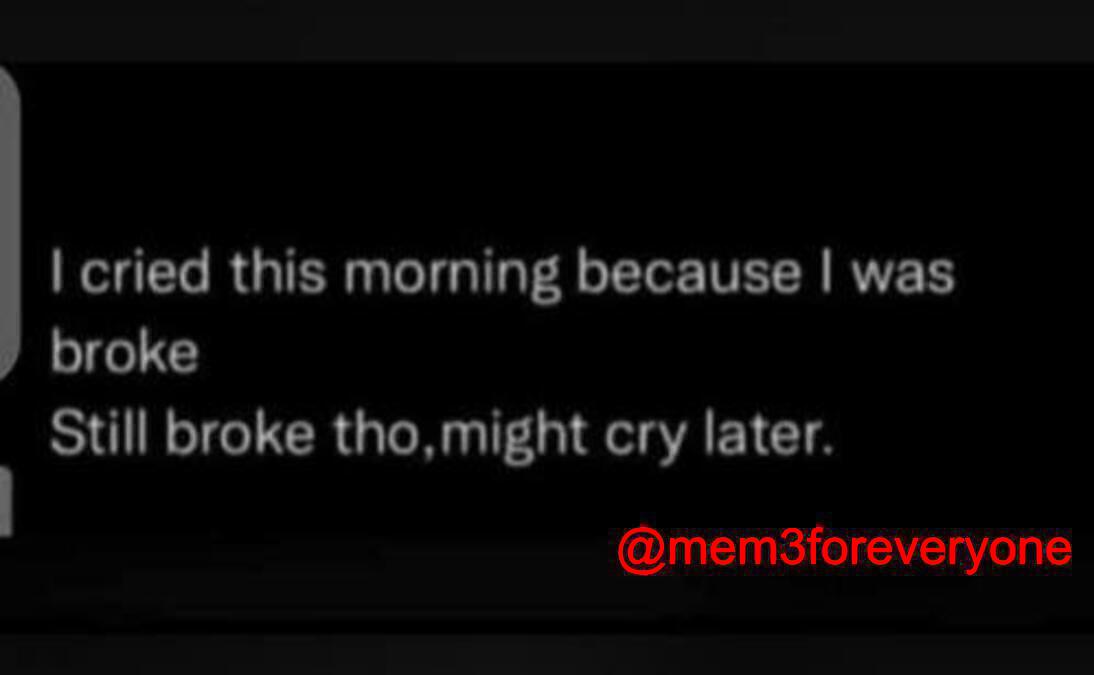 I cried this morning because I was
broke
Still broke tho,might cry later.
@mem3foreveryone